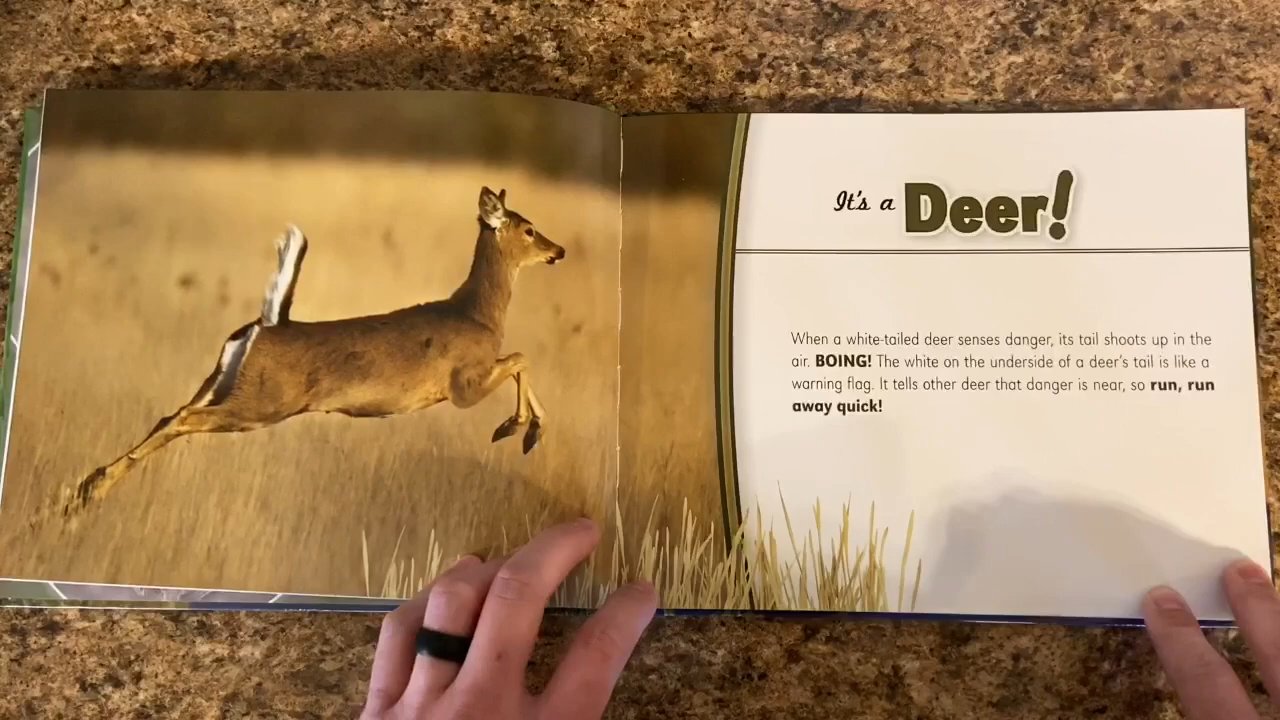 It's a Deer!
When a white-tailed deer senses danger, its tail shoots up in the
air. BOING! The white on the underside of a deer's tail is like a
warning flag. It tells other deer that danger is near, so run, run
away quick!